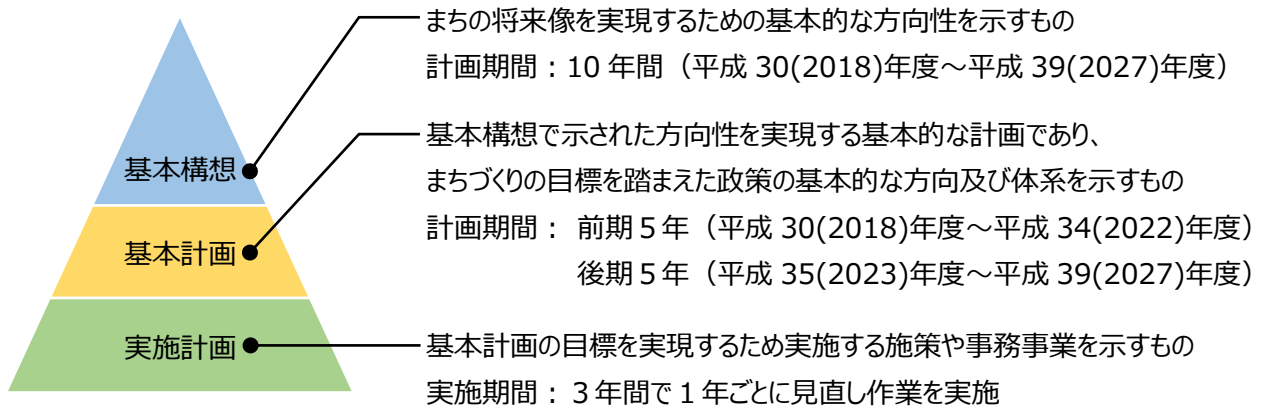 まちの将来像を実現するための基本的な方向性を示すもの
計画期間：10 年間（平成 30(2018)年度～平成 39(2027)年度）
基本構想
基本構想で示された方向性を実現する基本的な計画であり、
まちづくりの目標を踏まえた政策の基本的な方向及び体系を示すもの
計画期間： 前期５年（平成 30(2018)年度～平成 34(2022)年度）
後期５年（平成 35(2023)年度～平成 39(2027)年度）
基本計画
基本計画の目標を実現するため実施する施策や事務事業を示すもの
実施期間：３年間で１年ごとに見直し作業を実施
実施計画